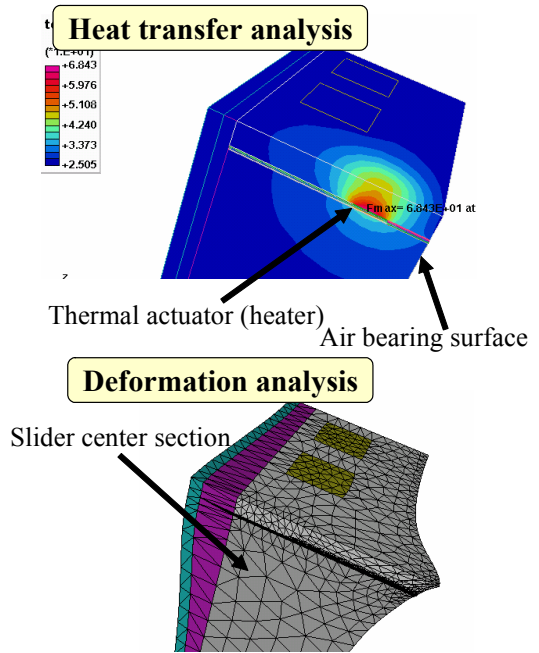 te
Heat transfer analysis
(*1.E+01)
+6.843
+5.976
+5.108
+4.240
+3.373
+2.505
Fmax= 6.843E+01 at
z
Thermal actuator (heater)
Air bearing surface
Deformation analysis
Slider center section